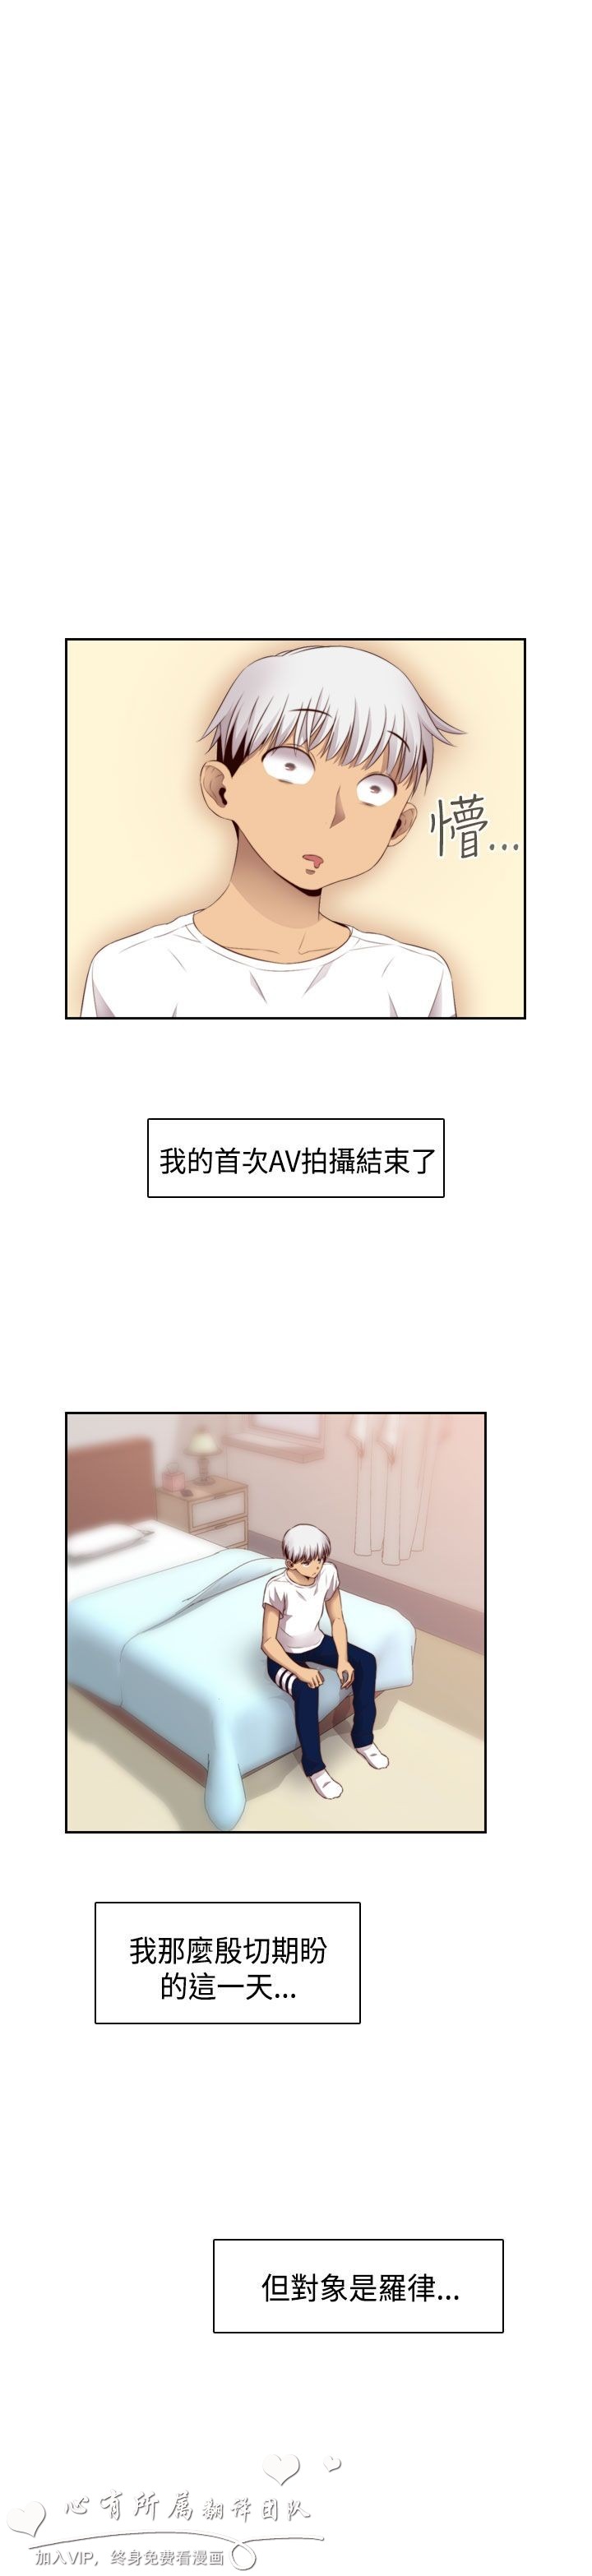 懵...
我的首次AV拍攝結束了
我那麼殷切期盼
的這一天...
但對象是羅律...
心有所属翻译团队
加入VIP，终身免费看漫画